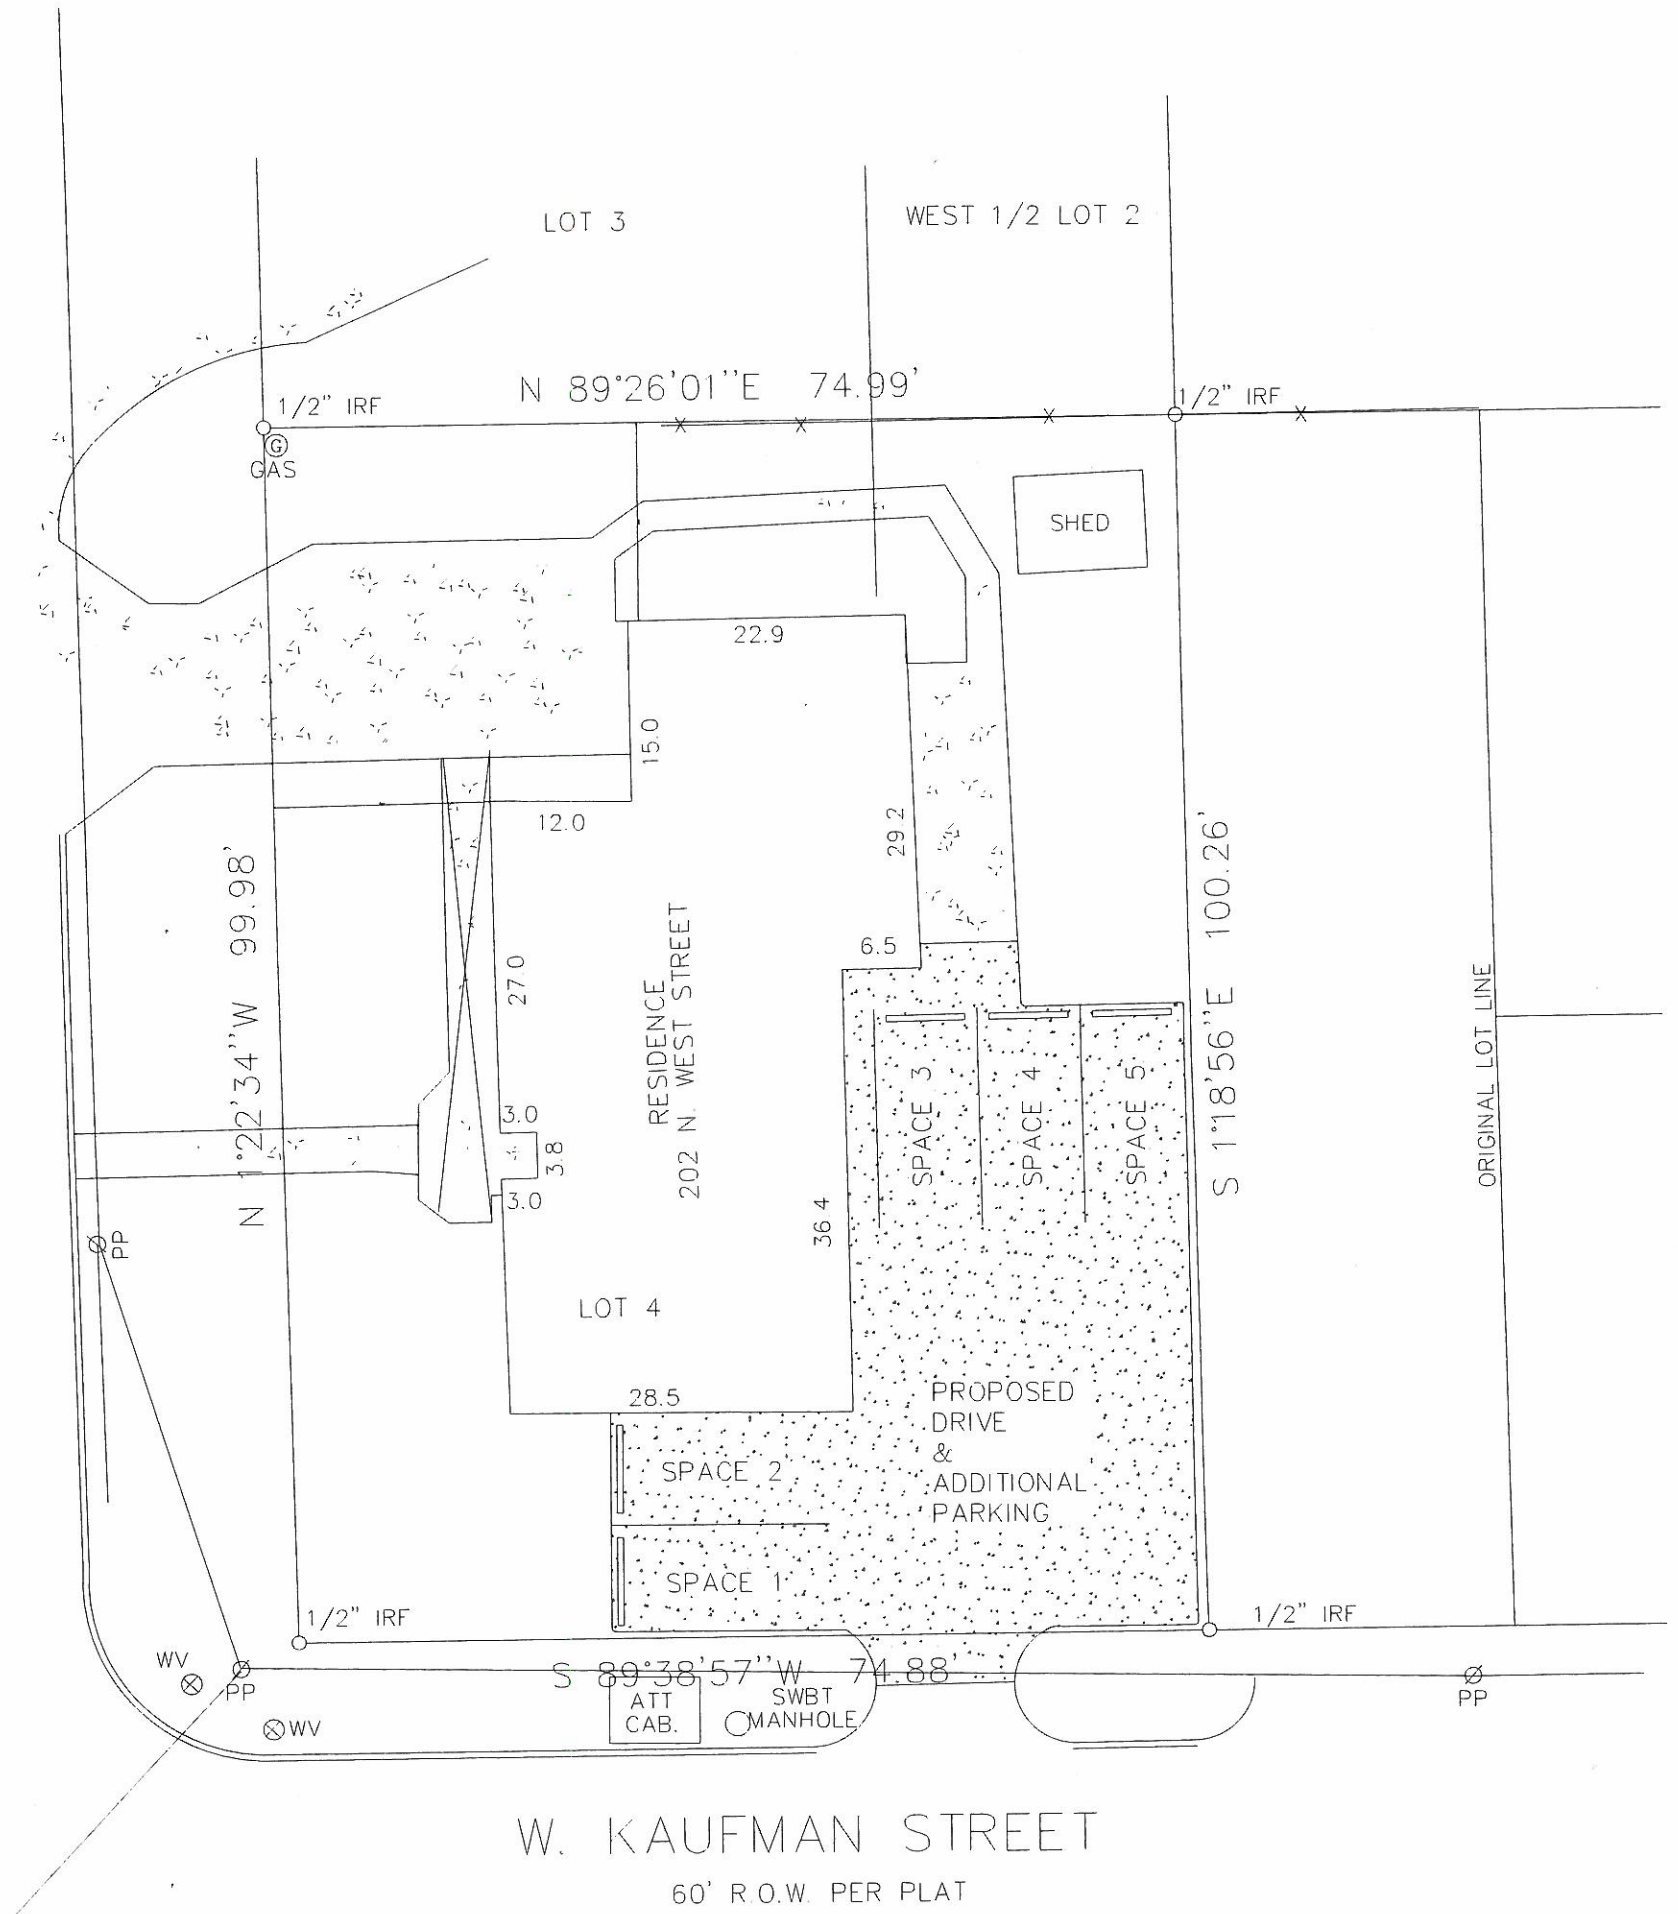 LOT 3
WEST 1/2 LOT 2
N 89°26'01"E 74.99'
1/2" IRF
1/2" IRF
G
GAS
SHED
22.9
15.0
12.0
29.2
N 1°22'34"W 99.98'
S 1°18'56"E 100.26'
6.5
27.0
RESIDENCE
202 N. WEST STREET
ORIGINAL LOT LINE
SPACE 3
SPACE 4
SPACE 5
3.0
3.8
3.0
36.4
PP
LOT 4
28.5
PROPOSED
DRIVE
&
ADDITIONAL
PARKING
SPACE 2
SPACE 1
1/2" IRF
1/2" IRF
WV
PP
S 89°38'57"W 74.88'
PP
ATT
CAB.
SWBT
MANHOLE
WV
W. KAUFMAN STREET
60' R.O.W. PER PLAT